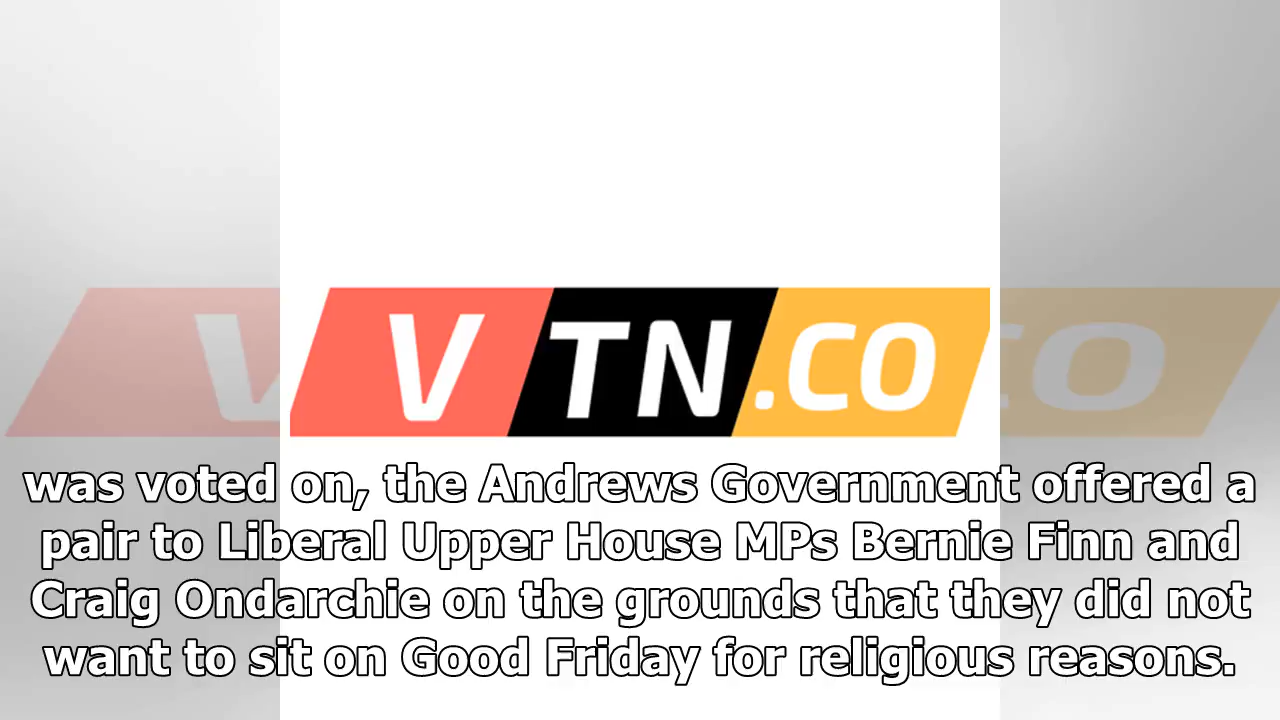 VTN.CO
was voted on, the Andrews Government offered a
pair to Liberal Upper House MPs Bernie Finn and
Craig Ondarchie on the grounds that they did not
want to sit on Good Friday for religious reasons.